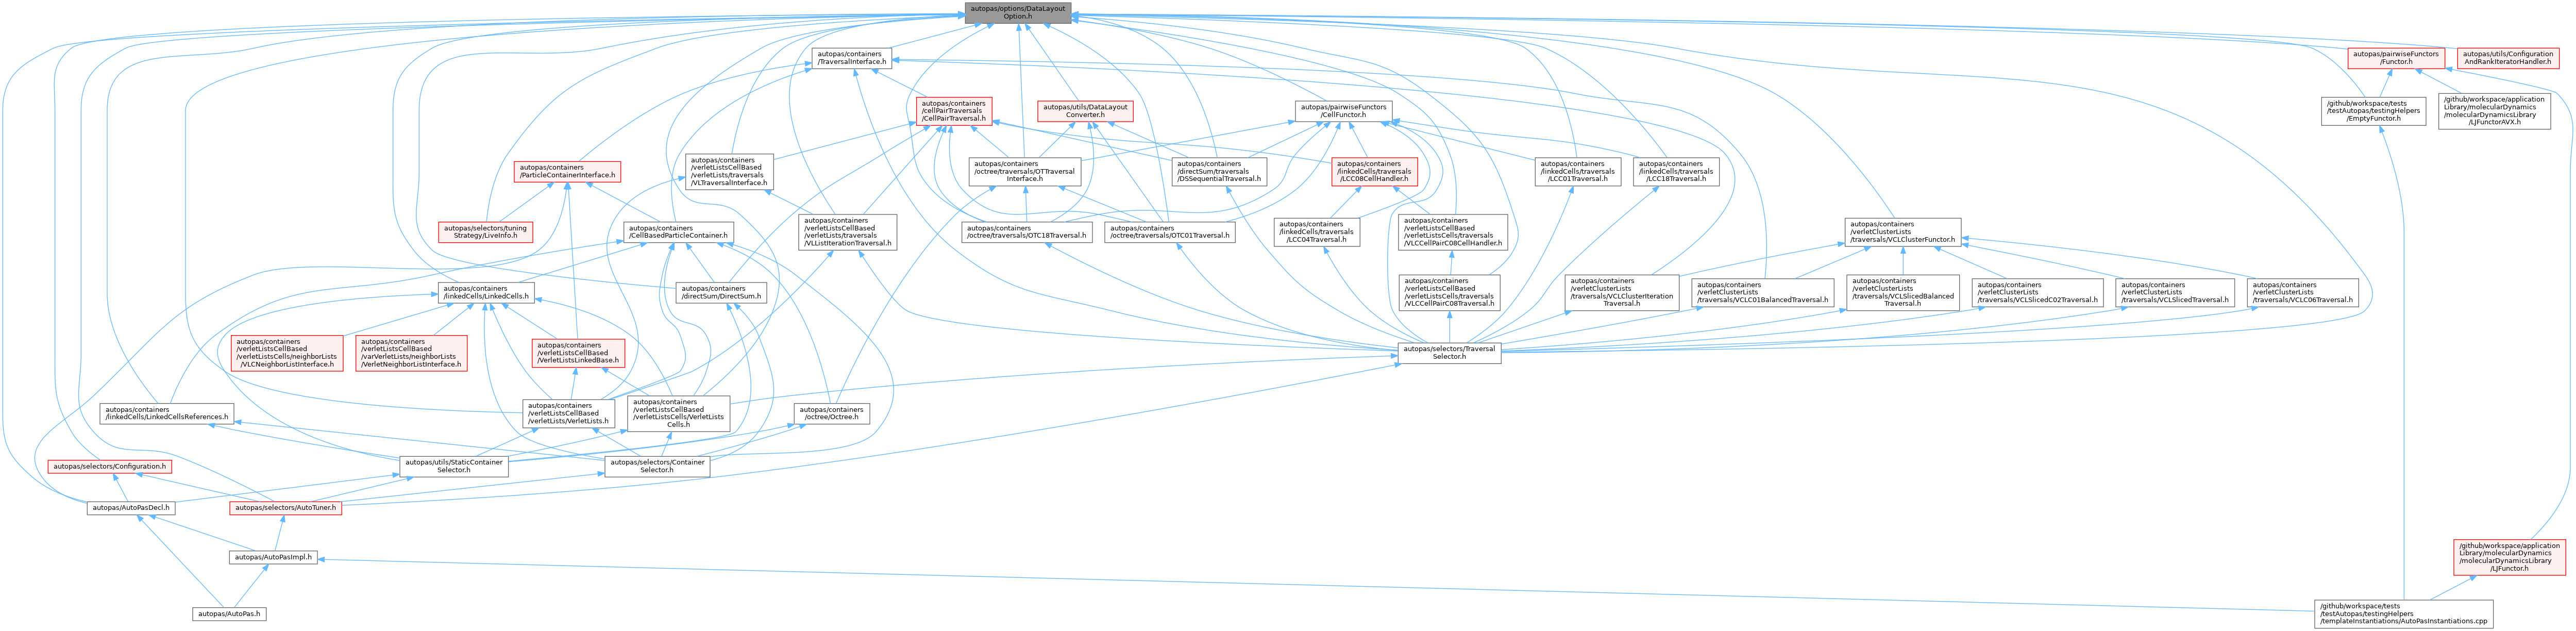 autopas/options/DataLayout
Option.h
autopas/containers
/TraversalInterface.h
autopas/pairwiseFunctors
/Functor.h
autopas/utils/Configuration
AndRankIteratorHandler.h
autopas/containers
/cellPairTraversals
/CellPairTraversal.h
autopas/utils/DataLayout
Converter.h
autopas/pairwiseFunctors
/CellFunctor.h
/github/workspace/tests
/testAutopas/testingHelpers
/EmptyFunctor.h
/github/workspace/application
Library/molecularDynamics
/molecularDynamicsLibrary
/LJFunctorAVX.h
autopas/containers
/ParticleContainerInterface.h
autopas/containers
/verletListsCellBased
/verletLists/traversals
/VLTraversalInterface.h
autopas/containers
/octree/traversals/OTTraversal
Interface.h
autopas/containers
/directSum/traversals
/DSSequentialTraversal.h
autopas/containers
/linkedCells/traversals
/LCC08CellHandler.h
autopas/containers
/linkedCells/traversals
/LCC01Traversal.h
autopas/containers
/linkedCells/traversals
/LCC18Traversal.h
autopas/selectors/tuning
Strategy/LiveInfo.h
autopas/containers
/CellBasedParticleContainer.h
autopas/containers
/verletListsCellBased
/verletLists/traversals
/VLListIterationTraversal.h
autopas/containers
/octree/traversals/OTC18Traversal.h
autopas/containers
/octree/traversals/OTC01Traversal.h
autopas/containers
/linkedCells/traversals
/LCC04Traversal.h
autopas/containers
/verletListsCellBased
/verletListsCells/traversals
/VLCCellPairC08CellHandler.h
autopas/containers
/verletClusterLists
/traversals/VCLClusterFunctor.h
autopas/containers
/linkedCells/LinkedCells.h
autopas/containers
/directSum/DirectSum.h
autopas/containers
/verletListsCellBased
/verletListsCells/traversals
/VLCCellPairC08Traversal.h
autopas/containers
/verletClusterLists
/traversals/VCLClusterIteration
Traversal.h
autopas/containers
/verletClusterLists
/traversals/VCLC01BalancedTraversal.h
autopas/containers
/verletClusterLists
/traversals/VCLSlicedBalanced
Traversal.h
autopas/containers
/verletClusterLists
/traversals/VCLSlicedC02Traversal.h
autopas/containers
/verletClusterLists
/traversals/VCLSlicedTraversal.h
autopas/containers
/verletClusterLists
/traversals/VCLC06Traversal.h
autopas/containers
/verletListsCellBased
/verletListsCells/neighborLists
/VLCNeighborListInterface.h
autopas/containers
/verletListsCellBased
/varVerletLists/neighborLists
/VerletNeighborListInterface.h
autopas/containers
/verletListsCellBased
/VerletListsLinkedBase.h
autopas/selectors/Traversal
Selector.h
autopas/containers
/linkedCells/LinkedCellsReferences.h
autopas/containers
/verletListsCellBased
/verletLists/VerletLists.h
autopas/containers
/verletListsCellBased
/verletListsCells/VerletLists
Cells.h
autopas/containers
/octree/Octree.h
autopas/selectors/Configuration.h
autopas/utils/StaticContainer
Selector.h
autopas/selectors/Container
Selector.h
autopas/AutoPasDecl.h
autopas/selectors/AutoTuner.h
autopas/AutoPasImpl.h
/github/workspace/application
Library/molecularDynamics
/molecularDynamicsLibrary
/LJFunctor.h
autopas/AutoPas.h
/github/workspace/tests
/testAutopas/testingHelpers
/templateInstantiations/AutoPasInstantiations.cpp